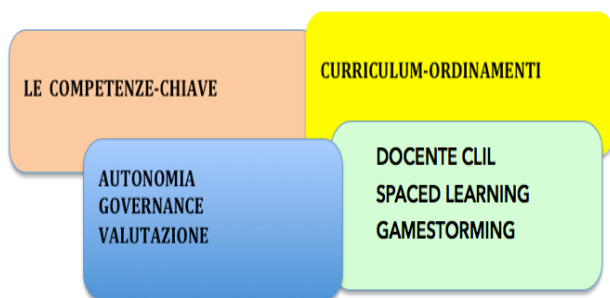 LE COMPETENZE-CHIAVE
CURRICULUM-ORDINAMENTI
AUTONOMIA
GOVERNANCE
VALUTAZIONE
DOCENTE CLIL
SPACED LEARNING
GAMESTORMING